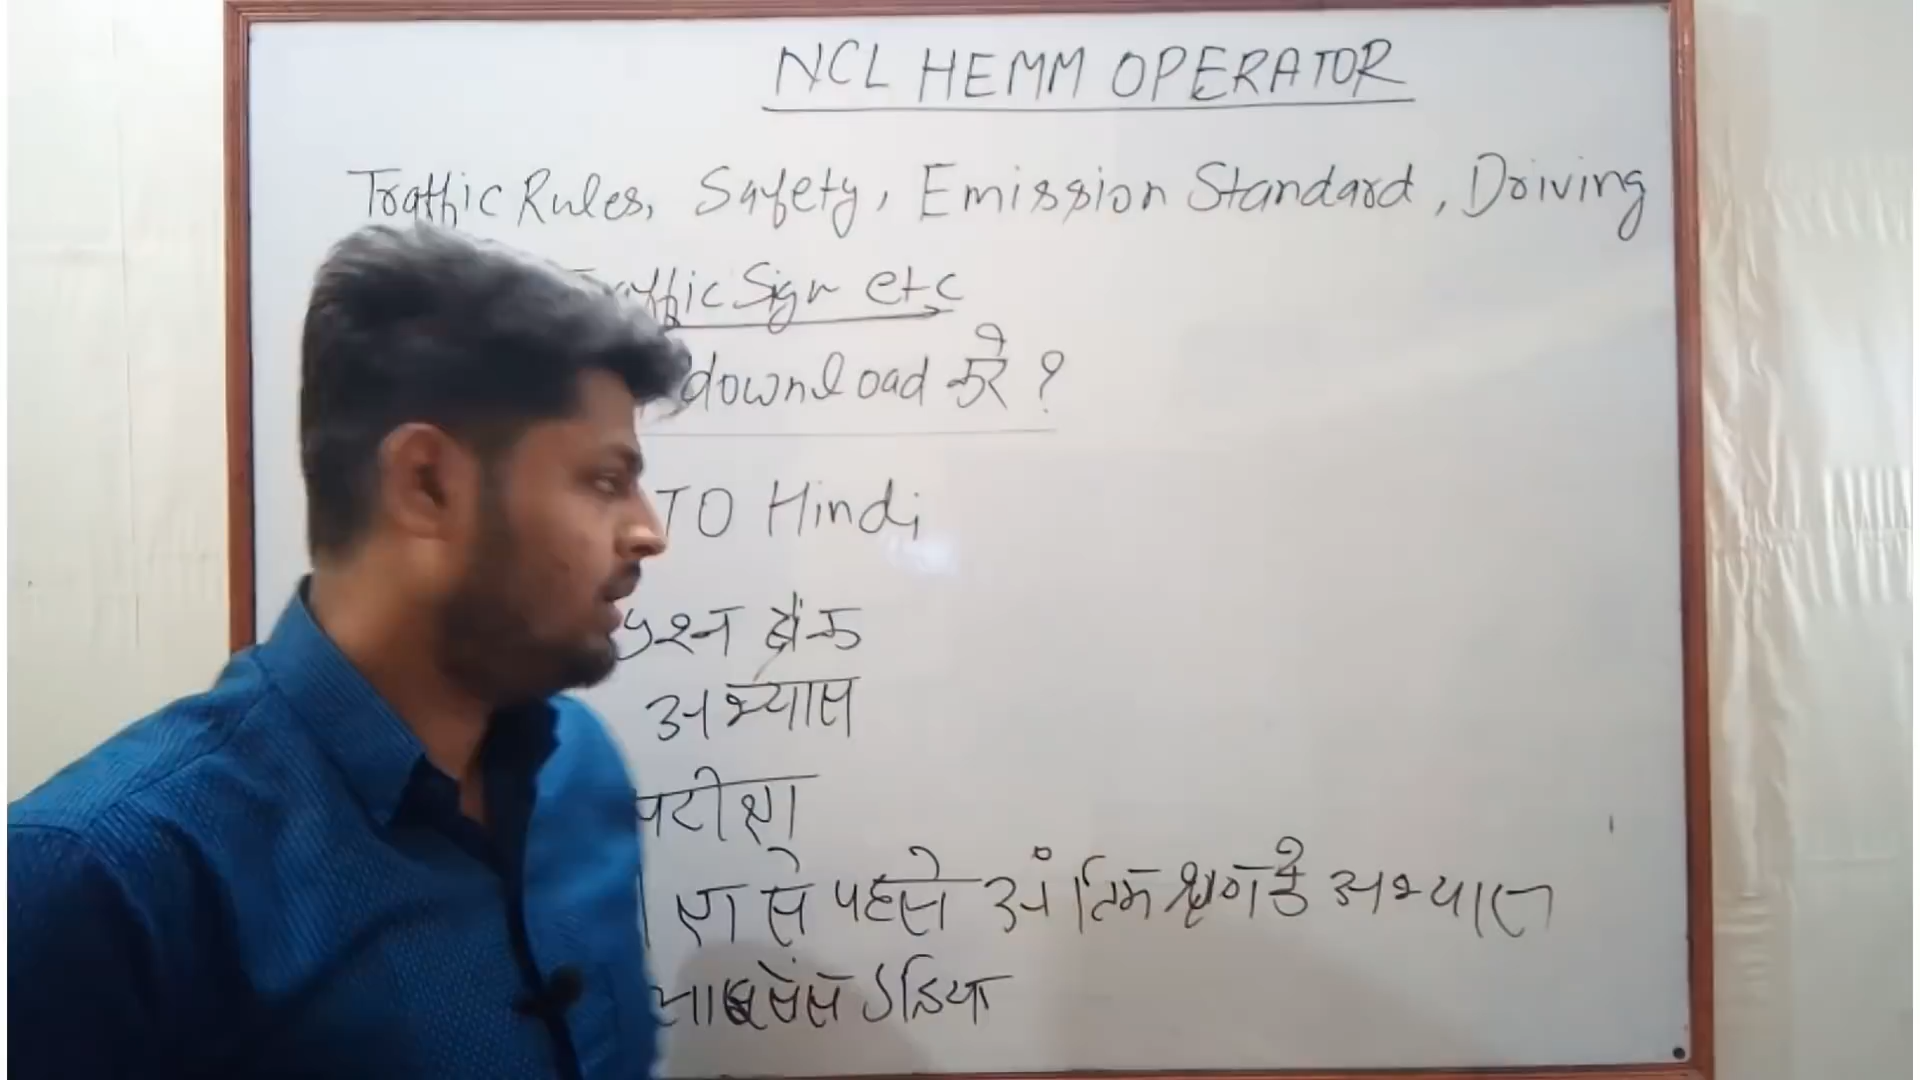 NCL HEMM OPERATOR
Traffic Rules, Safety, Emission Standard, Driving
Traffic Sign etc
download करे ?
TO Hindi
प्रश्न बैंक
अभ्यास
परीक्षा
से पहले अंतिम क्षण के अभ्यास